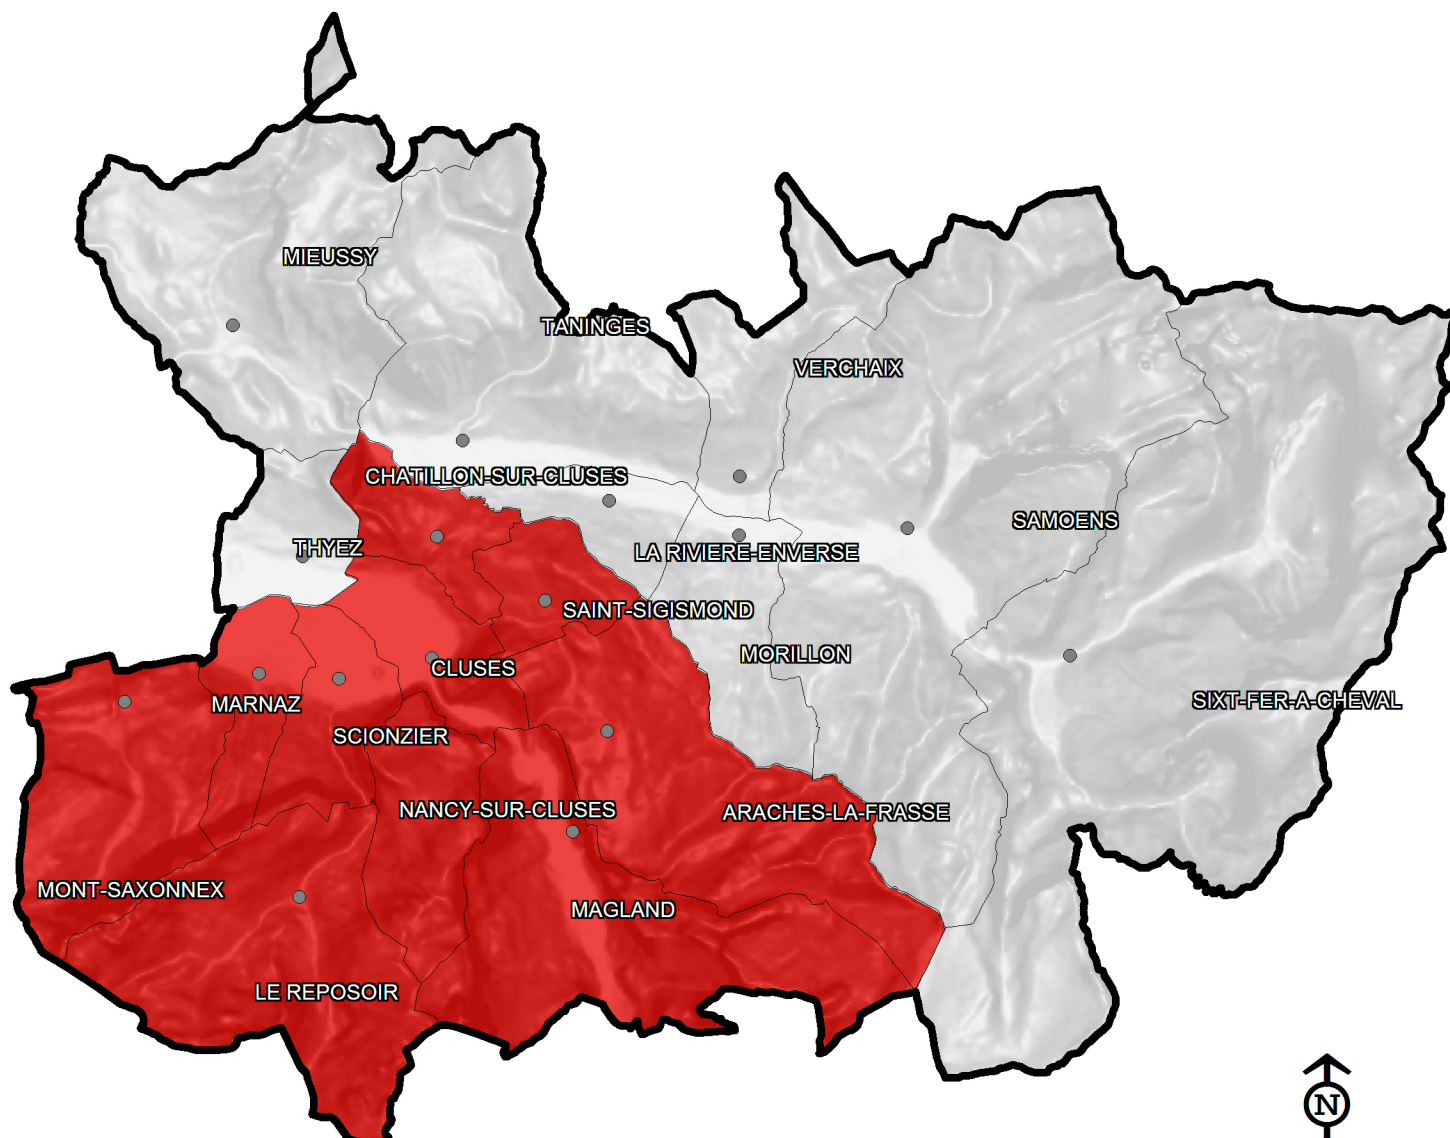 MIEUSSY
TANINGES
VERCHAIX
CHATILLON-SUR-CLUSES
SAMOENS
THYEZ
LA RIVIERE-ENVERSE
SAINT-SIGISMOND
MORILLON
CLUSES
SIXT-FER-A-CHEVAL
MARNAZ
SCIONZIER
NANCY-SUR-CLUSES
ARACHES-LA-FRASSE
MONT-SAXONNEX
MAGLAND
LE REPOSOIR
N